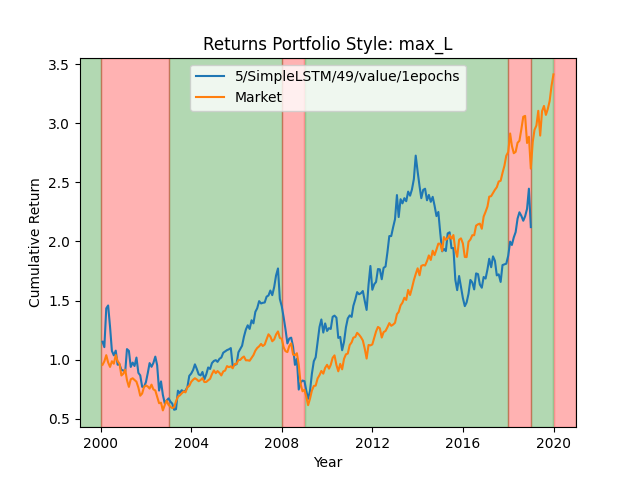 Returns Portfolio Style: max_L
5/SimpleLSTM/49/value/1epochs
Market
3.5
3.0
2.5
2.0
1.5
1.0
0.5
Cumulative Return
2000 2004 2008 2012 2016 2020
Year